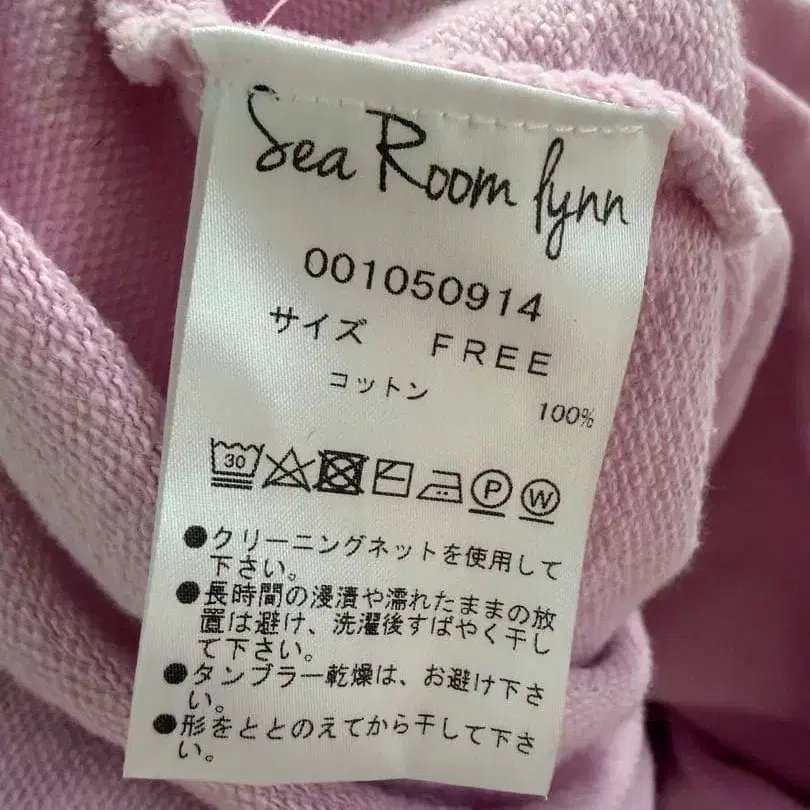 Sea Room lynn
001050914
サイズ FREE
コットン 100%
30
P W
●クリーニングネットを使用して
下さい。
●長時間の浸漬や濡れたままの放
置は避け、洗濯後すばやく干し
て下さい。
●タンブラー乾燥は、お避け下さ
い。
●形をととのえてから干して下さ
い。